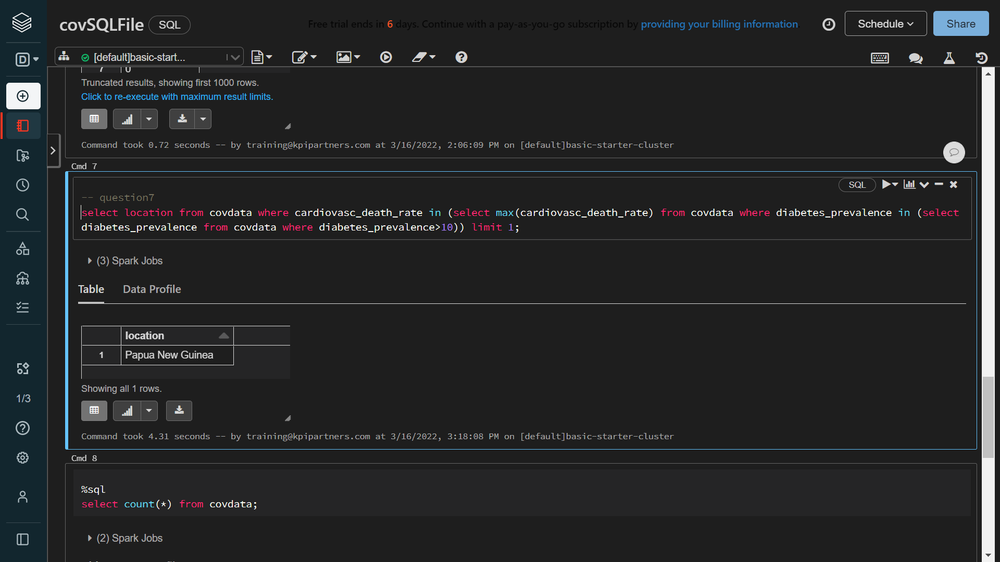 covSQLFile SQL
Free trial ends in 6 days. Continue with a pay-as-you-go subscription by providing your billing information.
Schedule
Share
D
[default]basic-start...
7 0
Truncated results, showing first 1000 rows.
Click to re-execute with maximum result limits.
Command took 0.72 seconds -- by training@kpipartners.com at 3/16/2022, 2:06:09 PM on [default]basic-starter-cluster
Cmd 7
SQL
-- question7
select location from covdata where cardiovasc_death_rate in (select max(cardiovasc_death_rate) from covdata where diabetes_prevalence in (select
diabetes_prevalence from covdata where diabetes_prevalence>10)) limit 1;
(3) Spark Jobs
Table Data Profile
location
1 Papua New Guinea
Showing all 1 rows.
1/3
Command took 4.31 seconds -- by training@kpipartners.com at 3/16/2022, 3:18:08 PM on [default]basic-starter-cluster
Cmd 8
%sql
select count(*) from covdata;
(2) Spark Jobs